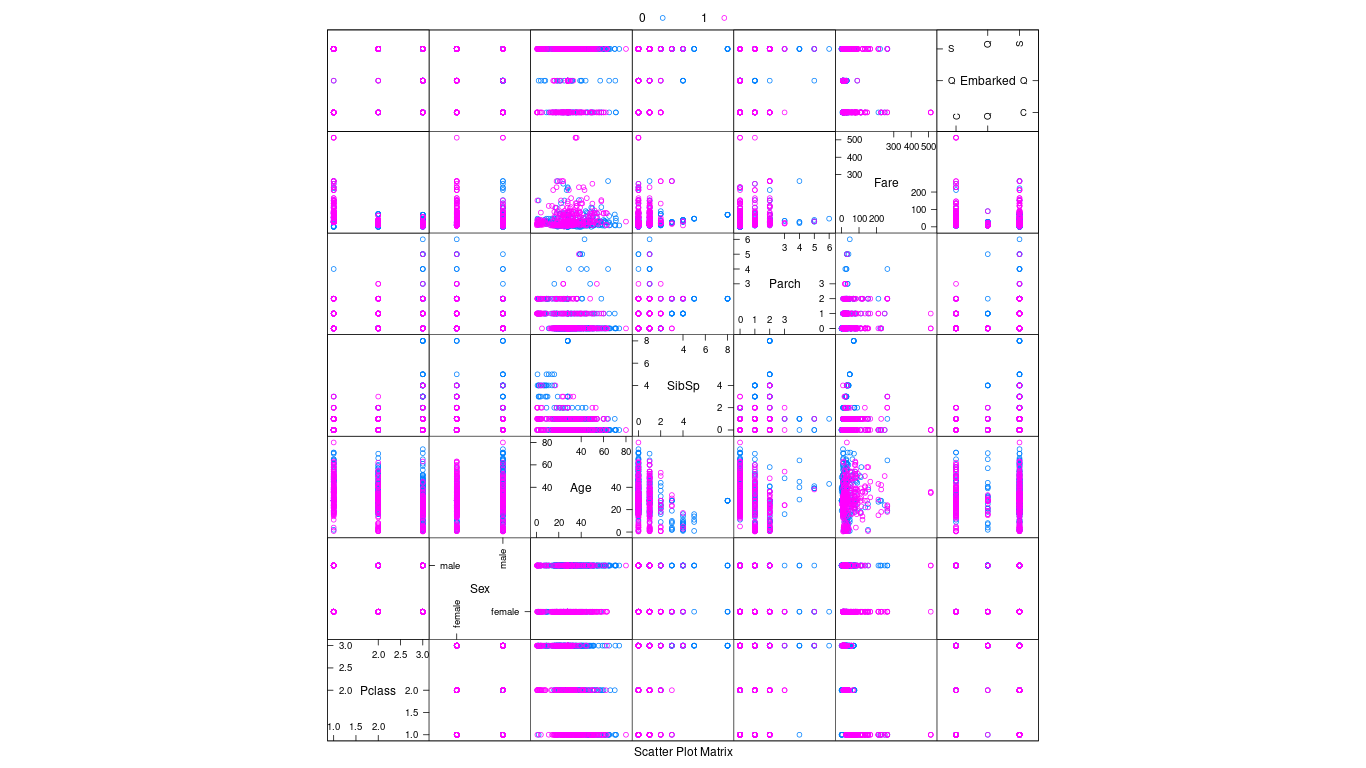 0 1
S Q S
Q Embarked Q
C Q C
500 300 400 500
400
300 Fare
200
100
0 100 200 0
6 3 4 5 6
5
4
3 Parch 3
2
0 1 2 3 1
0
8 4 6 8
6
4 SibSp 4
2
0 2 4 0
80 40 60 80
60
40 Age 40
20
0 20 40 0
male male
Sex
female female
3.0 2.0 2.5 3.0
2.5
2.0 Pclass 2.0
1.5
1.0 1.5 2.0 1.0
Scatter Plot Matrix